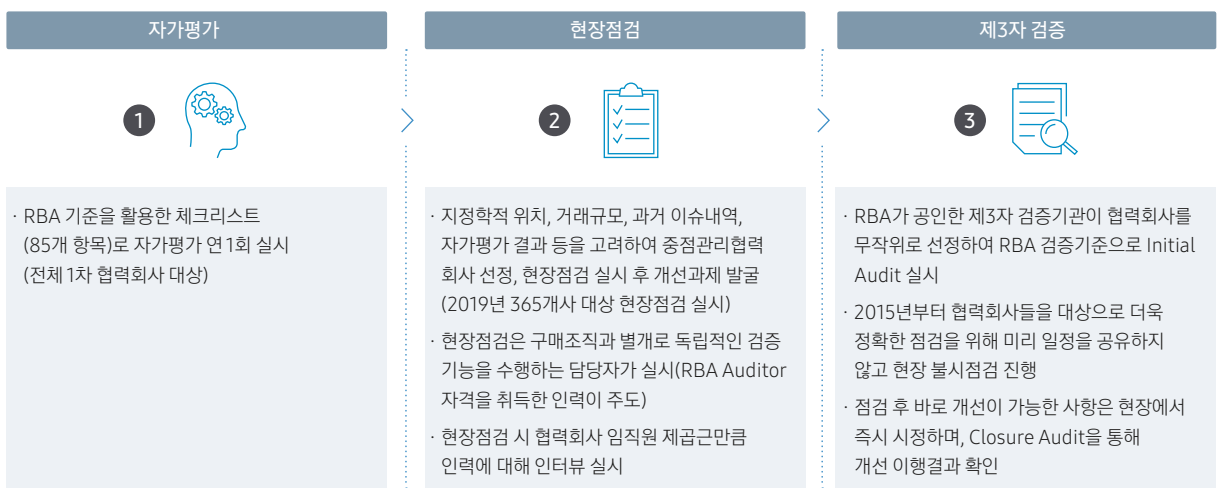 자가평가
1
· RBA 기준을 활용한 체크리스트
(85개 항목)로 자가평가 연 1회 실시
(전체 1차 협력회사 대상)
현장점검
2
· 지정학적 위치, 거래규모, 과거 이슈내역,
자가평가 결과 등을 고려하여 중점관리협력
회사 선정, 현장점검 실시 후 개선과제 발굴
(2019년 365개사 대상 현장점검 실시)
· 현장점검은 구매조직과 별개로 독립적인 검증
기능을 수행하는 담당자가 실시(RBA Auditor
자격을 취득한 인력이 주도)
· 현장점검 시 협력회사 임직원 제곱근만큼
인력에 대해 인터뷰 실시
제3자 검증
3
· RBA가 공인한 제3자 검증기관이 협력회사를
무작위로 선정하여 RBA 검증기준으로 Initial
Audit 실시
· 2015년부터 협력회사들을 대상으로 더욱
정확한 점검을 위해 미리 일정을 공유하지
않고 현장 불시점검 진행
· 점검 후 바로 개선이 가능한 사항은 현장에서
즉시 시정하며, Closure Audit을 통해
개선 이행결과 확인